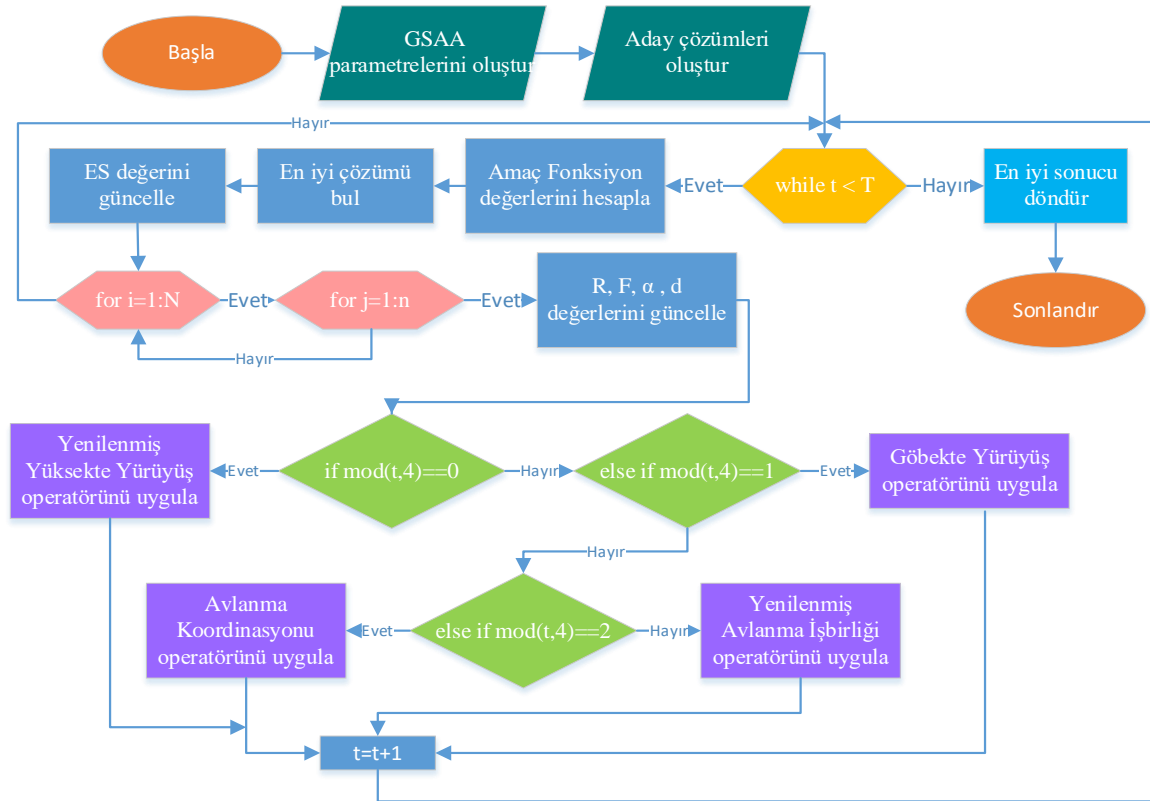 Başla
GSAA
parametrelerini oluştur
Aday çözümleri
oluştur
Hayır
ES değerini
güncelle
En iyi çözümü
bul
Amaç Fonksiyon
değerlerini hesapla
Evet
while t < T
Hayır
En iyi sonucu
döndür
for i=1:N
Evet
for j=1:n
Evet
R, F, α , d
değerlerini güncelle
Sonlandır
Hayır
Yenilenmiş
Yüksekte Yürüyüş
operatörünü uygula
Evet
if mod(t,4)==0
Hayır
else if mod(t,4)==1
Evet
Göbekte Yürüyüş
operatörünü uygula
Hayır
Avlanma
Koordinasyonu
operatörünü uygula
Evet
else if mod(t,4)==2
Hayır
Yenilenmiş
Avlanma İşbirliği
operatörünü uygula
t=t+1